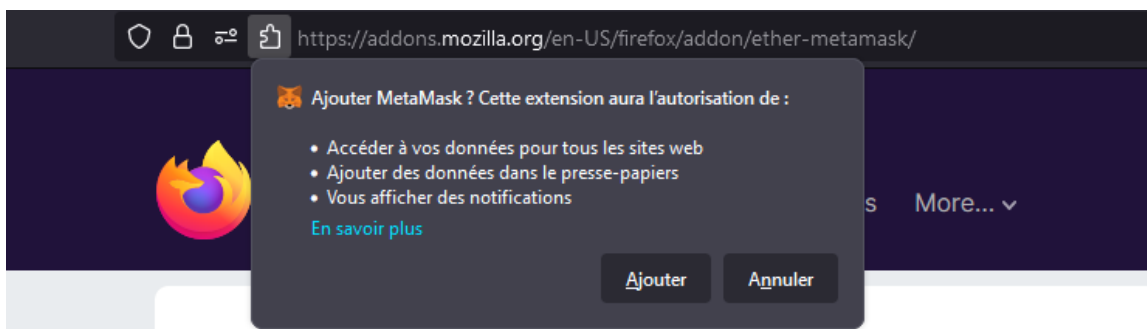 https://addons.mozilla.org/en-US/firefox/addon/ether-metamask/
Ajouter MetaMask ? Cette extension aura l'autorisation de :
• Accéder à vos données pour tous les sites web
• Ajouter des données dans le presse-papiers
• Vous afficher des notifications
En savoir plus
s More...
Ajouter Annuler